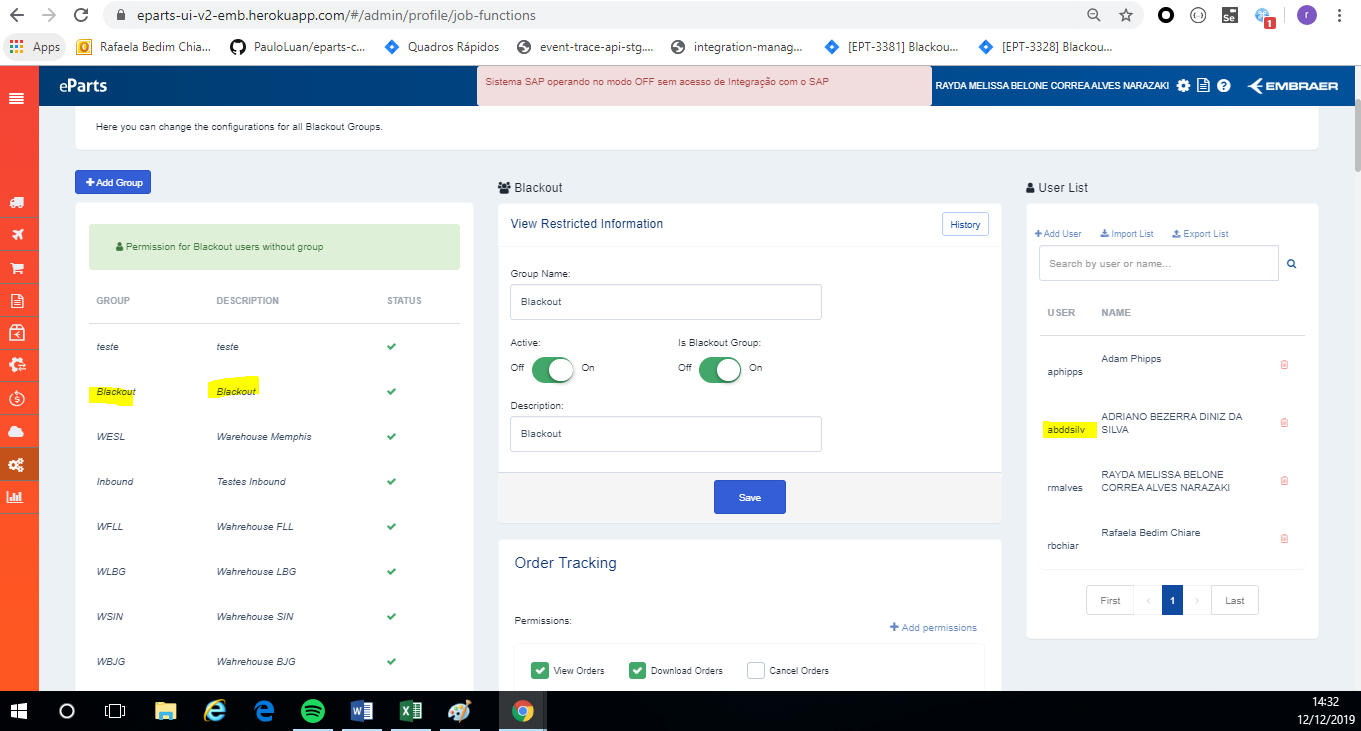 eparts-ui-v2-emb.herokuapp.com/#/admin/profile/job-functions
Se
1
r
Apps
Rafaela Bedim Chia...
PauloLuan/eparts-c...
Quadros Rápidos
event-trace-api-stg....
integration-manag...
[EPT-3381] Blackou...
[EPT-3328] Blackou...
eParts
Sistema SAP operando no modo OFF sem acesso de Integração com o SAP
RAYDA MELISSA BELONE CORREA ALVES NARAZAKI
EMBRAER
Here you can change the configurations for all Blackout Groups.
Add Group
Permission for Blackout users without group
GROUP DESCRIPTION STATUS
teste teste
Blackout Blackout
WESL Warehouse Memphis
Inbound Testes Inbound
WFLL Wahrehouse FLL
WLBG Wahrehouse LBG
WSIN Wahrehouse SIN
WBJG Wahrehouse BJG
Blackout
View Restricted Information
History
Group Name:
Blackout
Active: Is Blackout Group:
Off On Off On
Description:
Blackout
Save
Order Tracking
Permissions:
Add permissions
View Orders Download Orders Cancel Orders
User List
Add User Import List Export List
Search by user or name...
USER NAME
aphipps Adam Phipps
abddsilv ADRIANO BEZERRA DINIZ DA
SILVA
rmalves RAYDA MELISSA BELONE
CORREA ALVES NARAZAKI
rbchiar Rafaela Bedim Chiare
First ‹ 1 › Last
14:32
12/12/2019